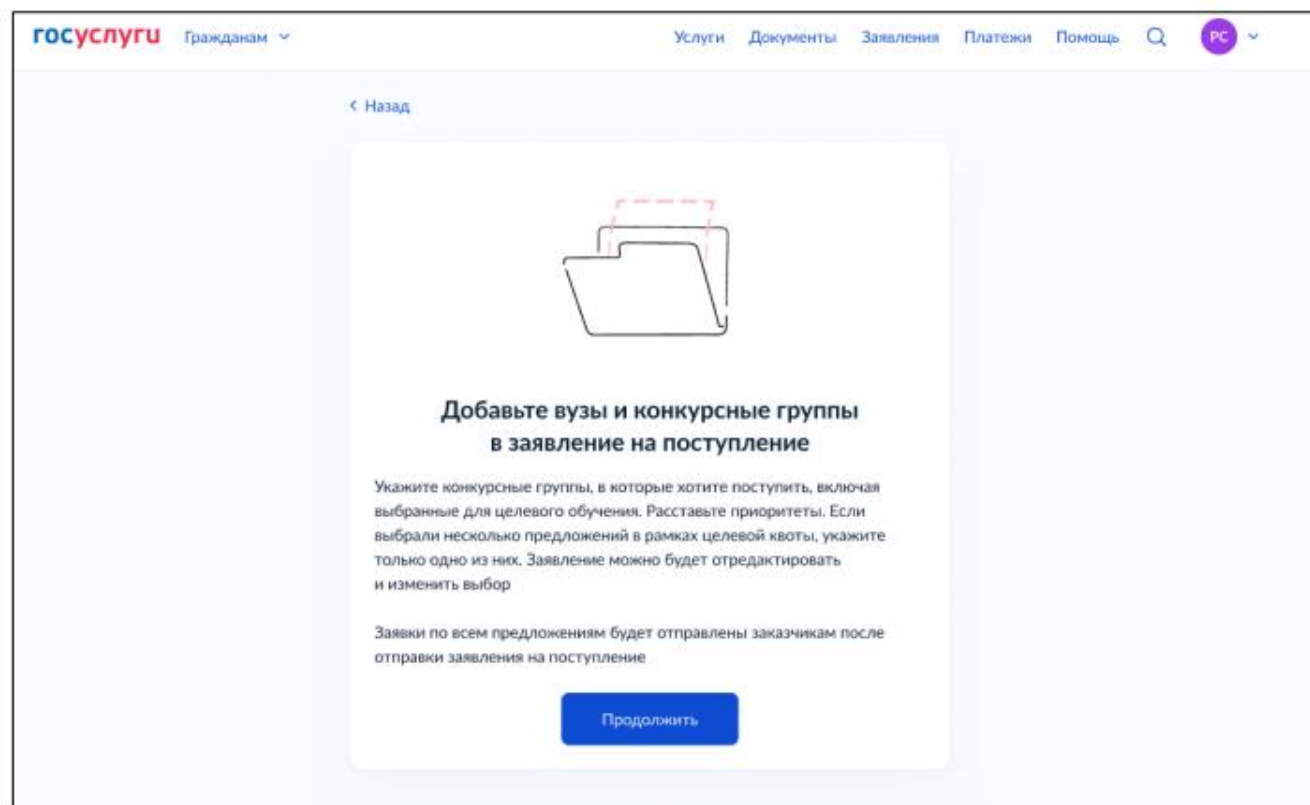 госуслуги Гражданам Услуги Документы Заявления Платежи Помощь РС
Назад
Добавьте вузы и конкурсные группы
в заявление на поступление
Укажите конкурсные группы, в которые хотите поступить, включая
выбранные для целевого обучения. Расставьте приоритеты. Если
выбрали несколько предложений в рамках целевой квоты, укажите
только одно из них. Заявление можно будет отредактировать
и изменить выбор
Заявки по всем предложениям будет отправлены заказчикам после
отправки заявления на поступление
Продолжить